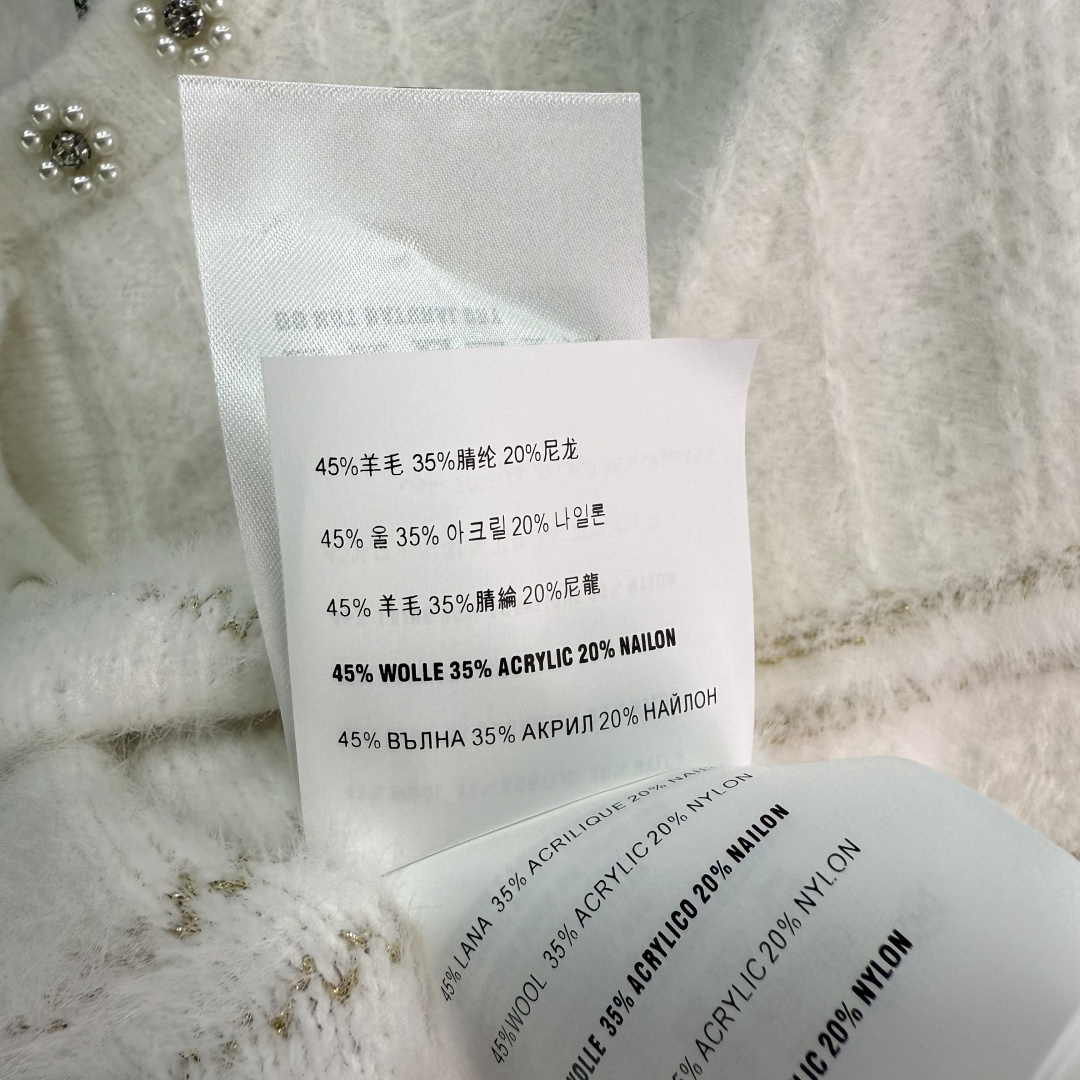 45%羊毛 35%腈纶 20%尼龙
45% 울 35% 아크릴 20% 나일론
45% 羊毛 35%腈綸 20%尼龍
45% WOLLE 35% ACRYLIC 20% NAILON
45% ВЪЛНА 35% АКРИЛ 20% НАЙЛОН
45% LANA 35% ACRILIQUE 20%
45%WOOL 35% ACRYLIC 20% NYLON
WOLLE 35% ACRYLICO 20% NAILON
ACRYLIC 20% NYLON
20% NYLON